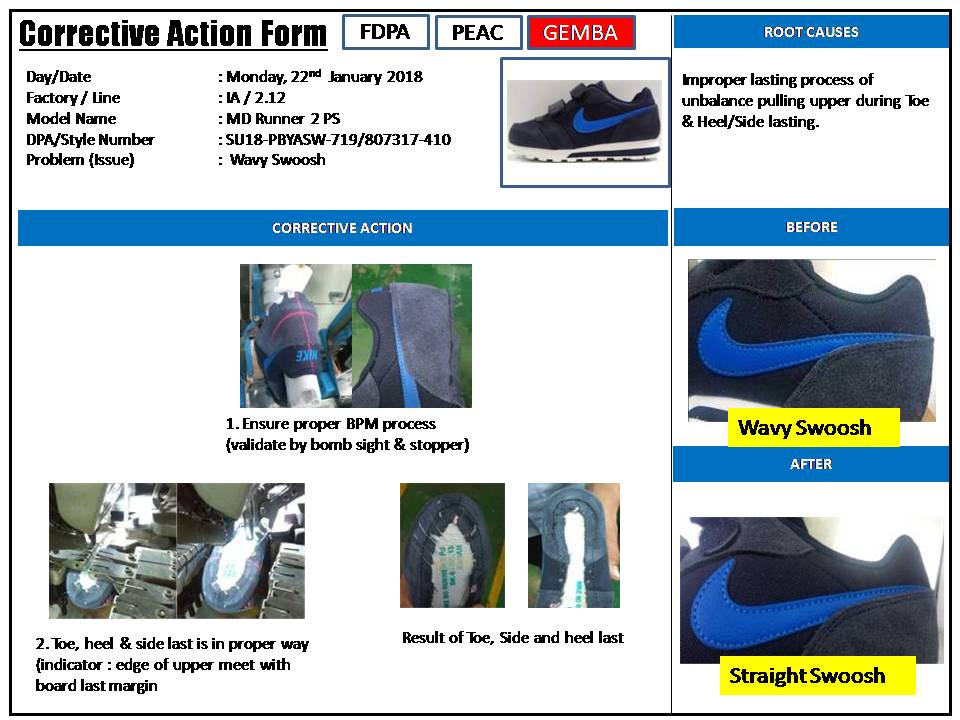 Corrective Action Form
FDPA
PEAC
GEMBA
Day/Date : Monday, 22nd January 2018
Factory / Line : IA / 2.12
Model Name : MD Runner 2 PS
DPA/Style Number : SU18-PBYASW-719/807317-410
Problem (Issue) : Wavy Swoosh
ROOT CAUSES
Improper lasting process of
unbalance pulling upper during Toe
& Heel/Side lasting.
CORRECTIVE ACTION
NIKE
1. Ensure proper BPM process
(validate by bomb sight & stopper)
2. Toe, heel & side last is in proper way
(indicator : edge of upper meet with
board last margin
Result of Toe, Side and heel last
BEFORE
Wavy Swoosh
AFTER
Straight Swoosh